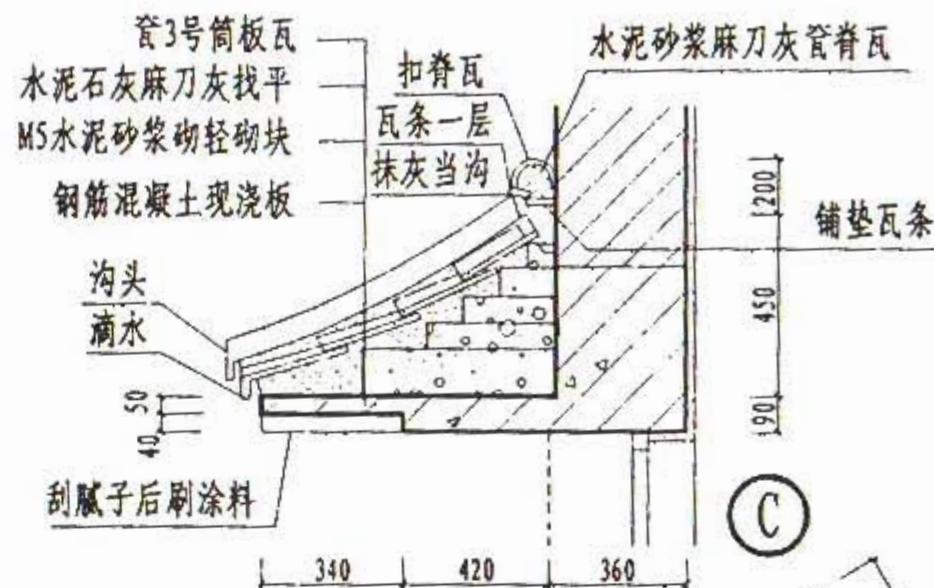 瓷3号筒板瓦
水泥石灰麻刀灰找平
M5水泥砂浆砌轻砌块
钢筋混凝土现浇板
沟头
滴水
扣脊瓦
瓦条一层
抹灰当沟
水泥砂浆麻刀灰瓷脊瓦
铺垫瓦条
200
450
90
50
40
刮腻子后刷涂料
C
340
420
360